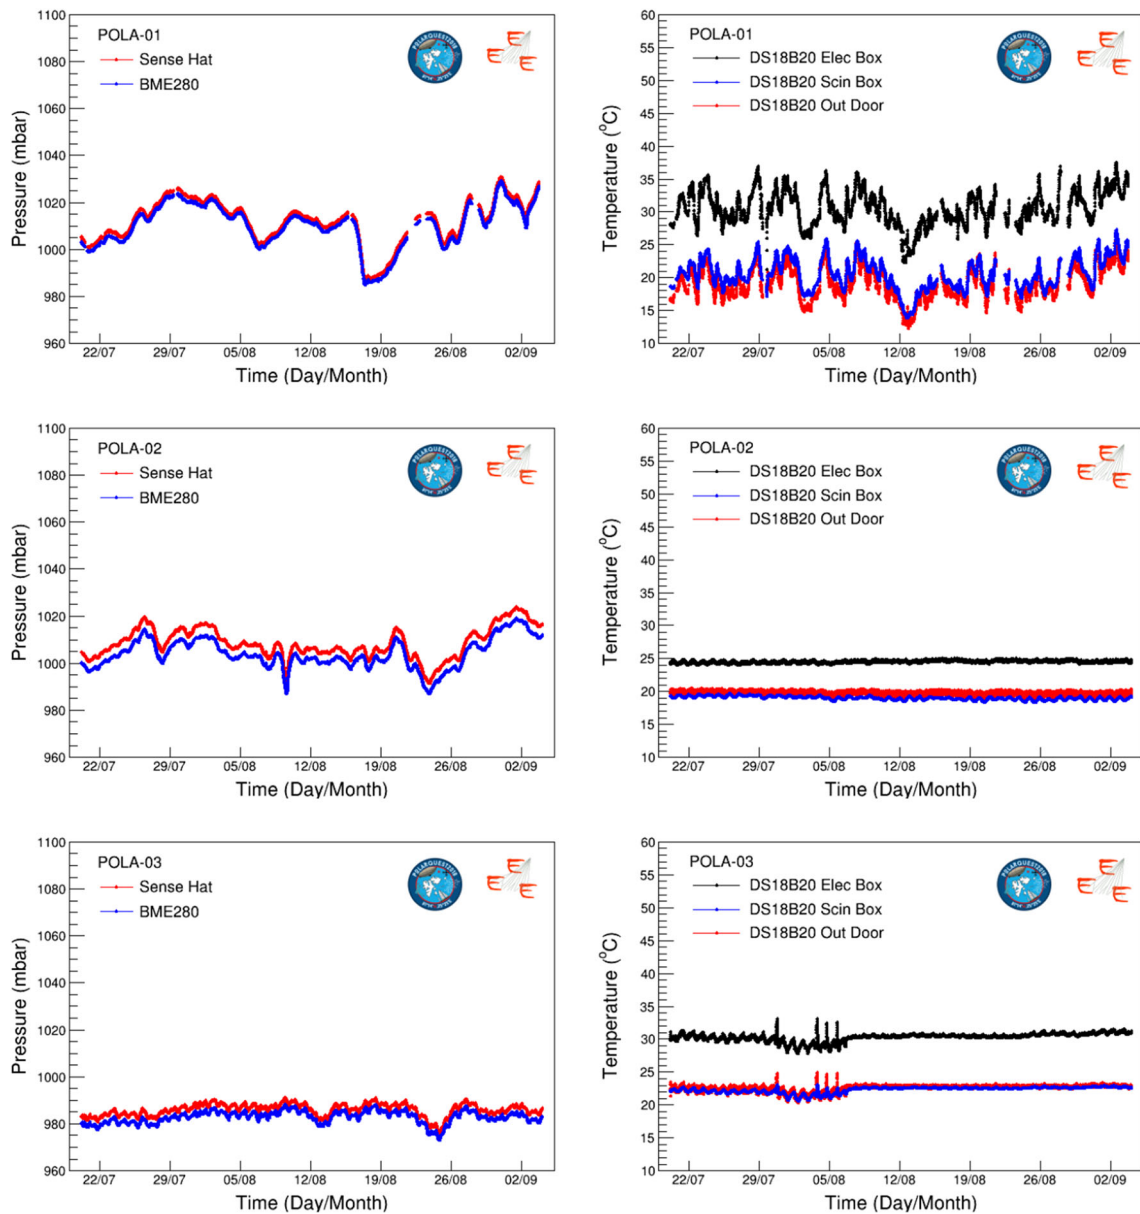 1100
1080
1060
1040
1020
1000
980
960
Pressure (mbar)
POLA-01
Sense Hat
BME280
22/07 29/07 05/08 12/08 19/08 26/08 02/09
Time (Day/Month)
60
55
50
45
40
35
30
25
20
15
10
Temperature (°C)
POLA-01
DS18B20 Elec Box
DS18B20 Scin Box
DS18B20 Out Door
22/07 29/07 05/08 12/08 19/08 26/08 02/09
Time (Day/Month)
1100
1080
1060
1040
1020
1000
980
960
Pressure (mbar)
POLA-02
Sense Hat
BME280
22/07 29/07 05/08 12/08 19/08 26/08 02/09
Time (Day/Month)
60
55
50
45
40
35
30
25
20
15
10
Temperature (°C)
POLA-02
DS18B20 Elec Box
DS18B20 Scin Box
DS18B20 Out Door
22/07 29/07 05/08 12/08 19/08 26/08 02/09
Time (Day/Month)
1100
1080
1060
1040
1020
1000
980
960
Pressure (mbar)
POLA-03
Sense Hat
BME280
22/07 29/07 05/08 12/08 19/08 26/08 02/09
Time (Day/Month)
60
55
50
45
40
35
30
25
20
15
10
Temperature (°C)
POLA-03
DS18B20 Elec Box
DS18B20 Scin Box
DS18B20 Out Door
22/07 29/07 05/08 12/08 19/08 26/08 02/09
Time (Day/Month)